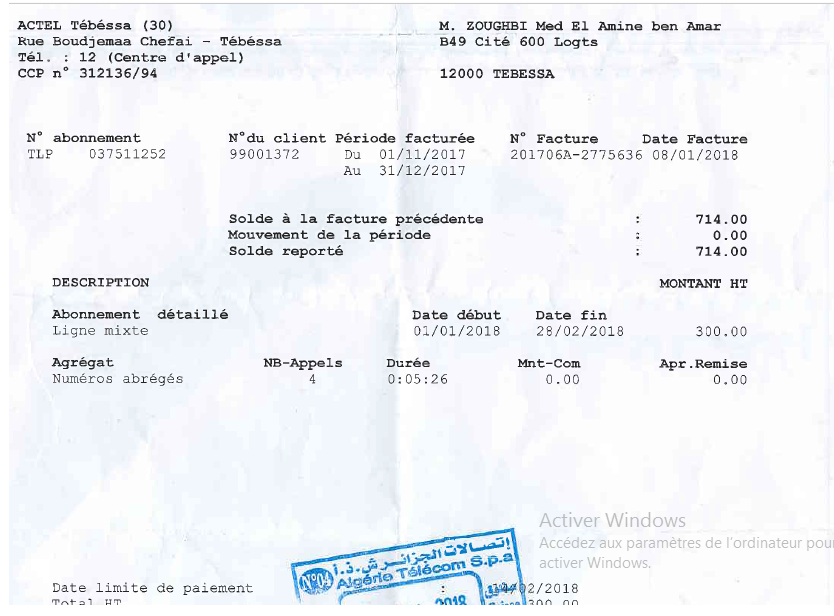 ACTEL Tébéssa (30)
Rue Boudjemaa Chefai - Tébéssa
Tél. : 12 (Centre d'appel)
CCP n° 312136/94
M. ZOUGHBI Med El Amine ben Amar
B49 Cité 600 Logts
12000 TEBESSA
N° abonnement N°du client Période facturée N° Facture Date Facture
TLP 037511252 99001372 Du 01/11/2017 201706A-2775636 08/01/2018
Au 31/12/2017
Solde à la facture précédente : 714.00
Mouvement de la période : 0.00
Solde reporté : 714.00
DESCRIPTION MONTANT HT
Abonnement détaillé Date début Date fin
Ligne mixte 01/01/2018 28/02/2018 300.00
Agrégat NB-Appels Durée Mnt-Com Apr.Remise
Numéros abrégés 4 0:05:26 0.00 0.00
Activer Windows
Accédez aux paramètres de l'ordinateur pour
activer Windows.
إتصالات الجزائر ش.ذ.أ
N°04 Algérie Télécom S.p.a
Date limite de paiement : 14/02/2018
Total HT 300.00
2018